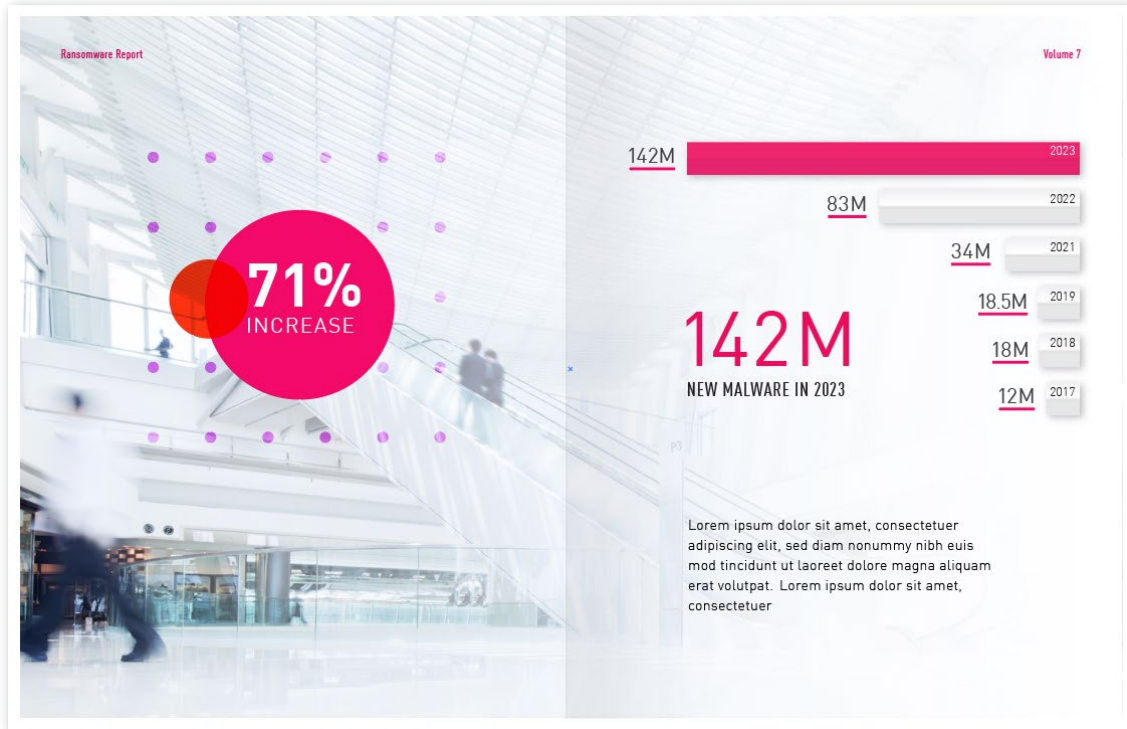 Ransomware Report
Volume 7
71%
INCREASE
142M
2023
83M
2022
34M
2021
18.5M
2019
18M
2018
12M
2017
142M
NEW MALWARE IN 2023
P3
Lorem ipsum dolor sit amet, consectetuer
adipiscing elit, sed diam nonummy nibh euis
mod tincidunt ut laoreet dolore magna aliquam
erat volutpat. Lorem ipsum dolor sit amet,
consectetuer